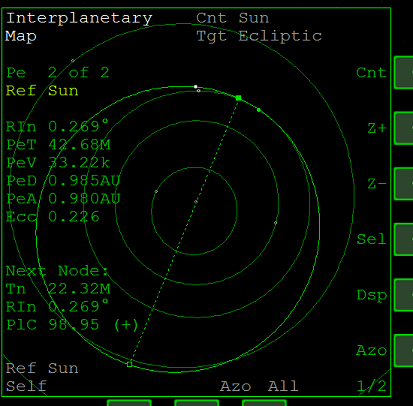 Interplanetary Cnt Sun
Map Tgt Ecliptic
Pe 2 of 2 Cnt
Ref Sun
Z+
RIn 0.269°
PeT 42.68M
PeV 33.22k
PeD 0.985AU Z-
PeA 0.980AU
Ecc 0.226
Sel
Next Node:
Tn 22.32M
RIn 0.269° Dsp
PlC 98.95 (+)
Azo
Ref Sun
Self Azo All 1/2